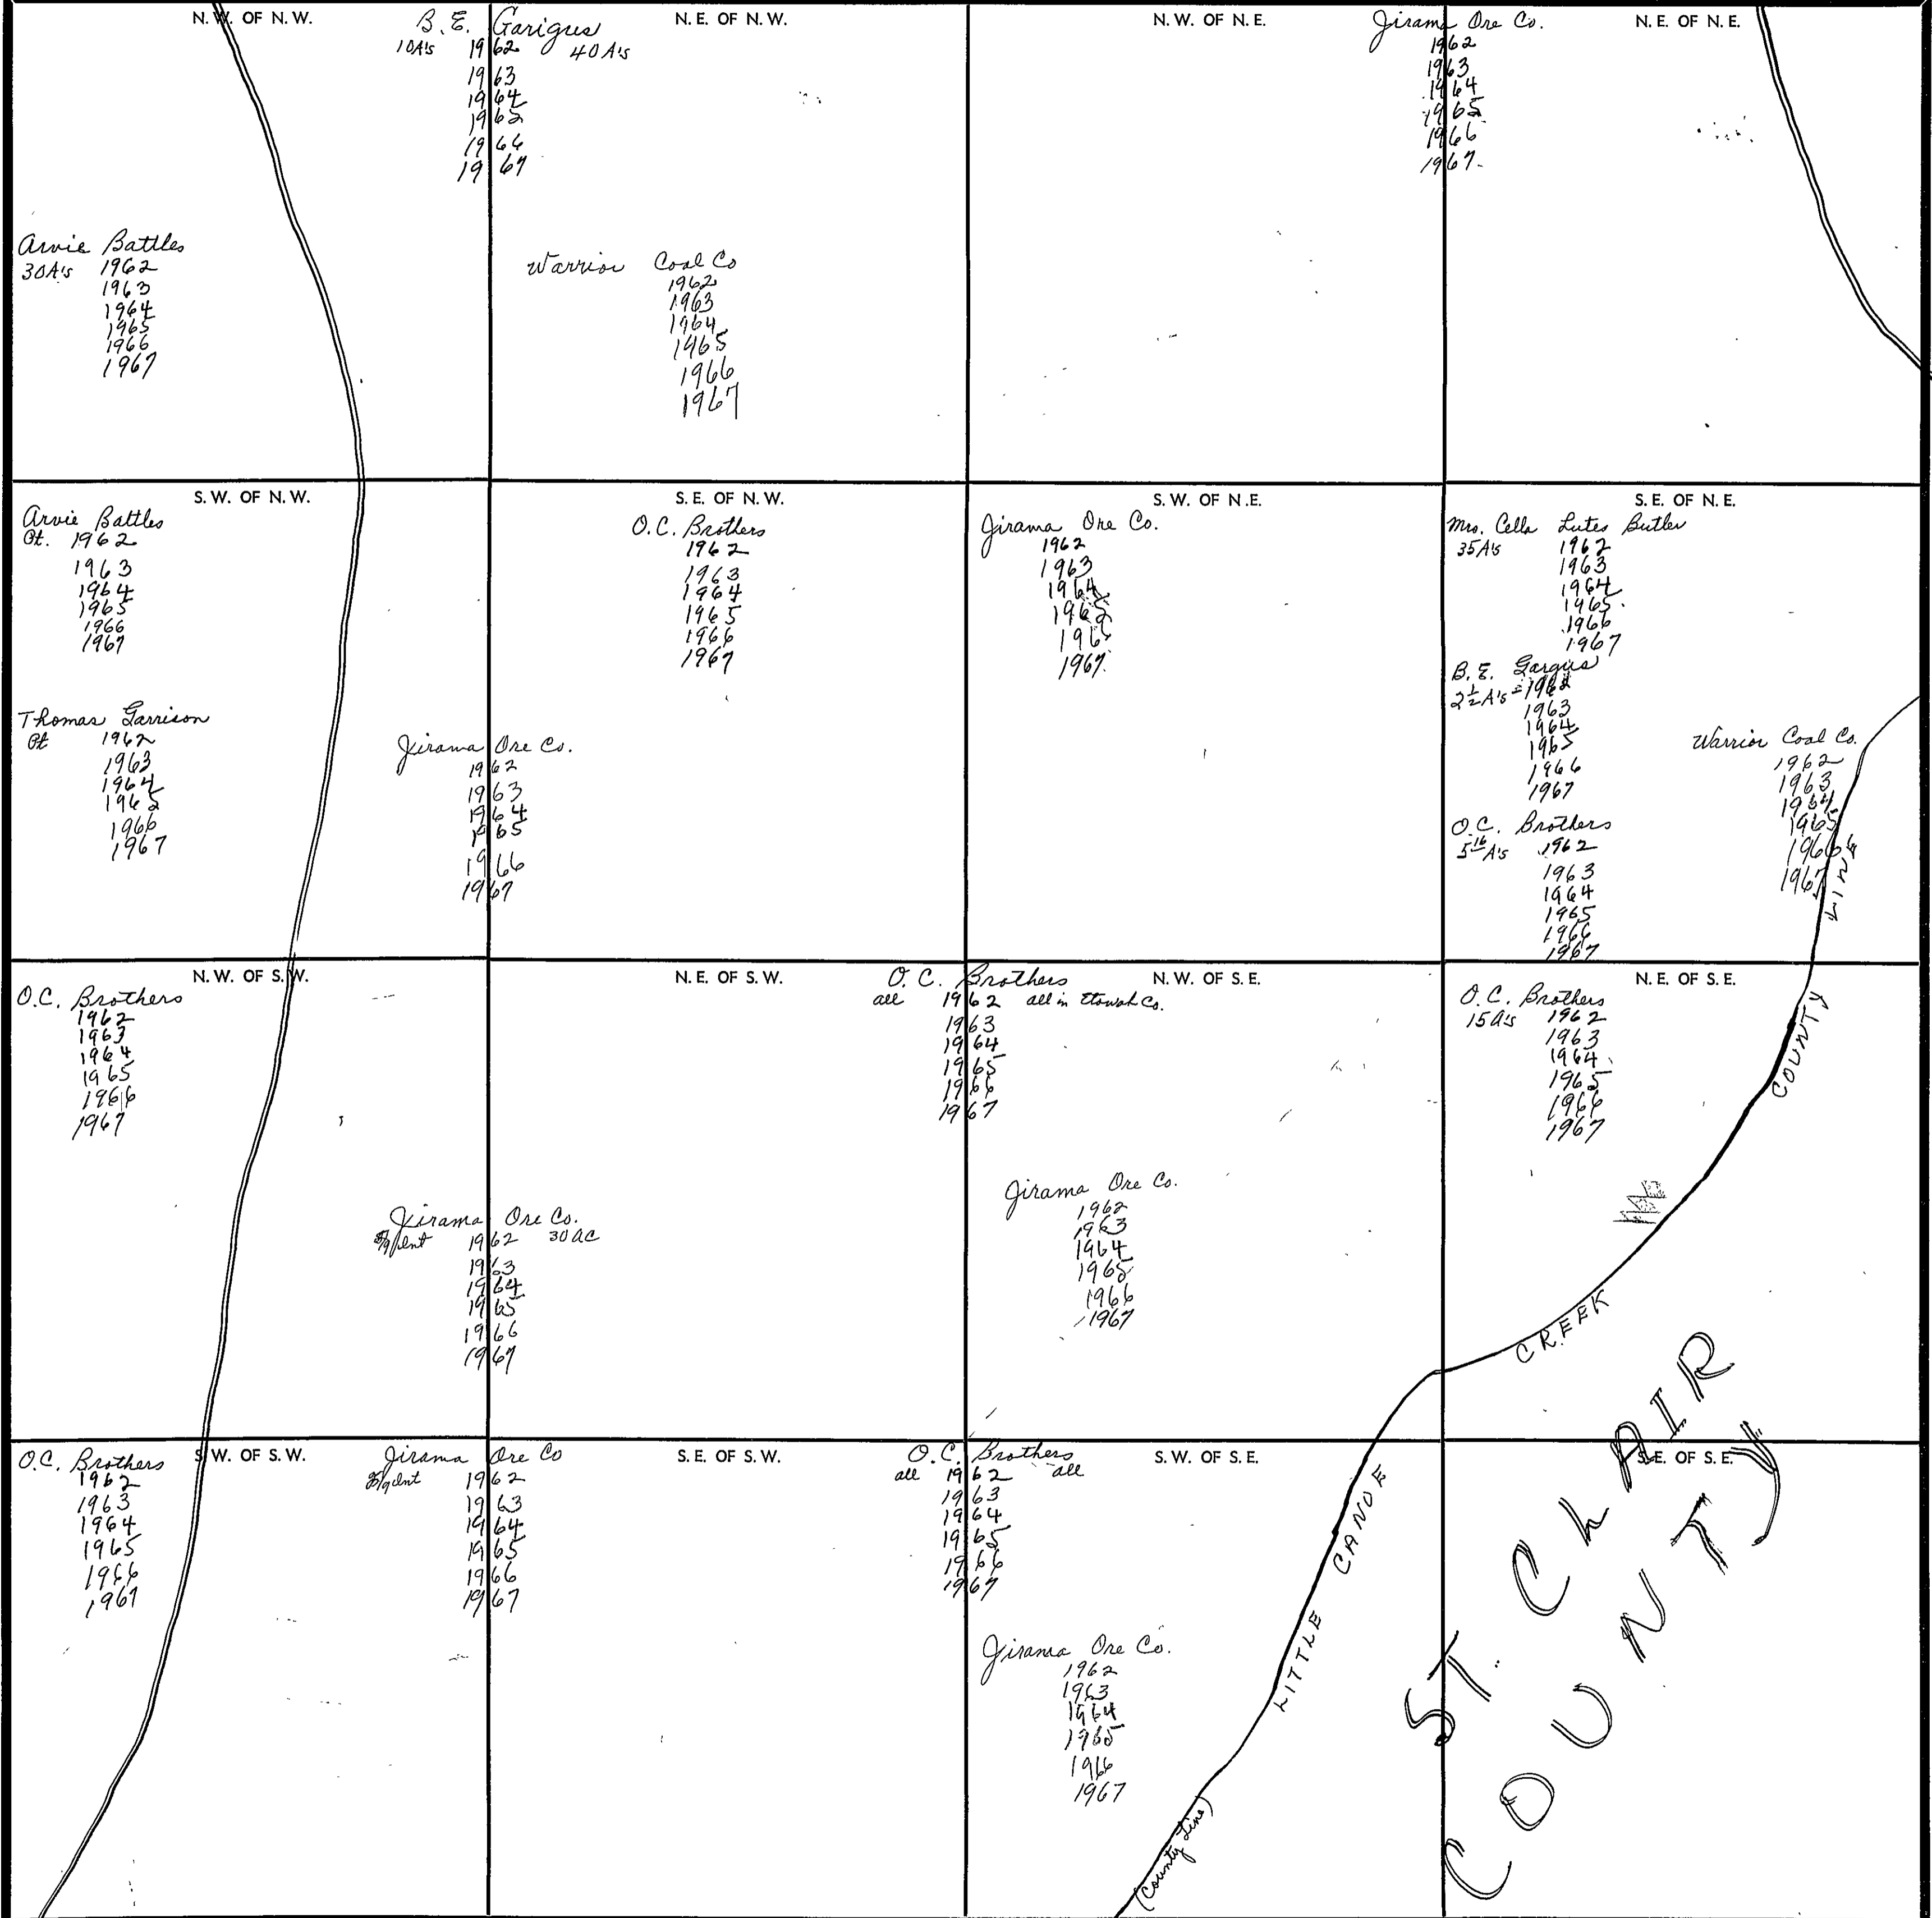 N.W. OF N.W.
B.E. Garigus
10A's 1962 40A's
1963
1964
1965
1966
1967
N.E. OF N.W.
N.W. OF N.E.
Jirama Ore Co.
1962
1963
1964
1965
1966
1967
N.E. OF N.E.
Arvie Battles
30A's 1962
1963
1964
1965
1966
1967
Warrior Coal Co
1962
1963
1964
1965
1966
1967
S.W. OF N.W.
Arvie Battles
Pt. 1962
1963
1964
1965
1966
1967
Thomas Garrison
Pt 1962
1963
1964
1965
1966
1967
Jirama Ore Co.
1962
1963
1964
1965
1966
1967
S.E. OF N.W.
O.C. Brothers
1962
1963
1964
1965
1966
1967
S.W. OF N.E.
Jirama Ore Co.
1962
1963
1964
1965
1966
1967
S.E. OF N.E.
Mrs. Cella Lutes Butler
35A's 1962
1963
1964
1965
1966
1967
B.E. Gargus
2 1/2 A's = 1962
1963
1964
1965
1966
1967
O.C. Brothers
5 A's 1962
1963
1964
1965
1966
1967
Warrior Coal Co.
1962
1963
1964
1965
1966
1967
LINE
N.W. OF S.W.
O.C. Brothers
1962
1963
1964
1965
1966
1967
Jirama Ore Co.
1962 30AC
1963
1964
1965
1966
1967
N.E. OF S.W.
O.C. Brothers
all 1962 all in Etowah Co.
1963
1964
1965
1966
1967
N.W. OF S.E.
Jirama Ore Co.
1962
1963
1964
1965
1966
1967
N.E. OF S.E.
O.C. Brothers
15A's 1962
1963
1964
1965
1966
1967
COUNTY
CREEK
S.W. OF S.W.
O.C. Brothers
1962
1963
1964
1965
1966
1967
Jirama Ore Co
1962
1963
1964
1965
1966
1967
S.E. OF S.W.
O.C. Brothers
all 1962 all
1963
1964
1965
1966
1967
S.W. OF S.E.
Jirama Ore Co.
1962
1963
1964
1965
1966
1967
LITTLE CANOE
(County Line)
S.E. OF S.E.
ST. CLAIR
COUNTY